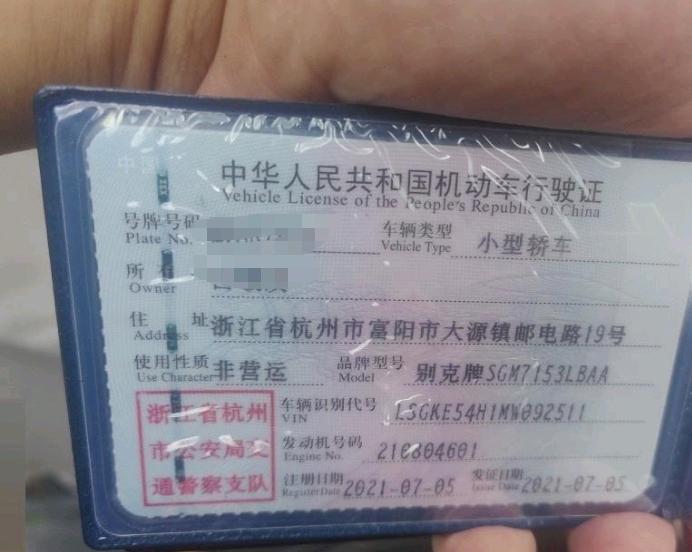 中华人民共和国机动车行驶证
Vehicle License of the People's Republic of China
号牌号码
Plate No.
车辆类型 小型轿车
Vehicle Type
所有
Owner
住址 浙江省杭州市富阳市大源镇邮电路19号
Address
使用性质 非营运
Use Character
品牌型号 别克牌SGM7153LBAA
Model
浙江省杭州
市公安局交
通警察支队
车辆识别代号 LSGKE54H1MW092511
VIN
发动机号码 210804601
Engine No.
注册日期 2021-07-05
Register Date
发证日期 2021-07-05
Issue Date